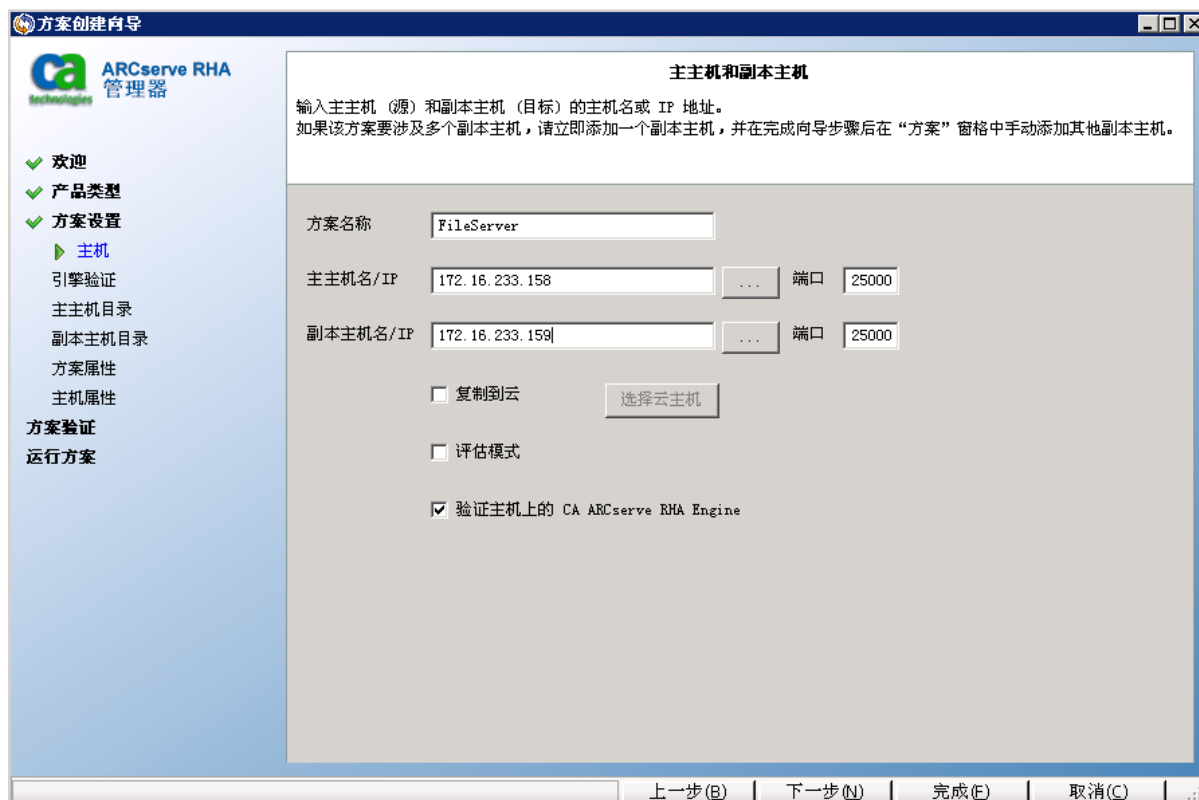 方案创建向导
ca
technologies
ARCserve RHA
管理器
欢迎
产品类型
方案设置
主机
引擎验证
主主机目录
副本主机目录
方案属性
主机属性
方案验证
运行方案
主主机和副本主机
输入主主机 (源) 和副本主机 (目标) 的主机名或 IP 地址。
如果该方案要涉及多个副本主机，请立即添加一个副本主机，并在完成向导步骤后在“方案”窗格中手动添加其他副本主机。
方案名称 FileServer
主主机名/IP 172.16.233.158 ... 端口 25000
副本主机名/IP 172.16.233.159 ... 端口 25000
复制到云 选择云主机
评估模式
验证主机上的 CA ARCserve RHA Engine
上一步(B) 下一步(N) 完成(F) 取消(C)